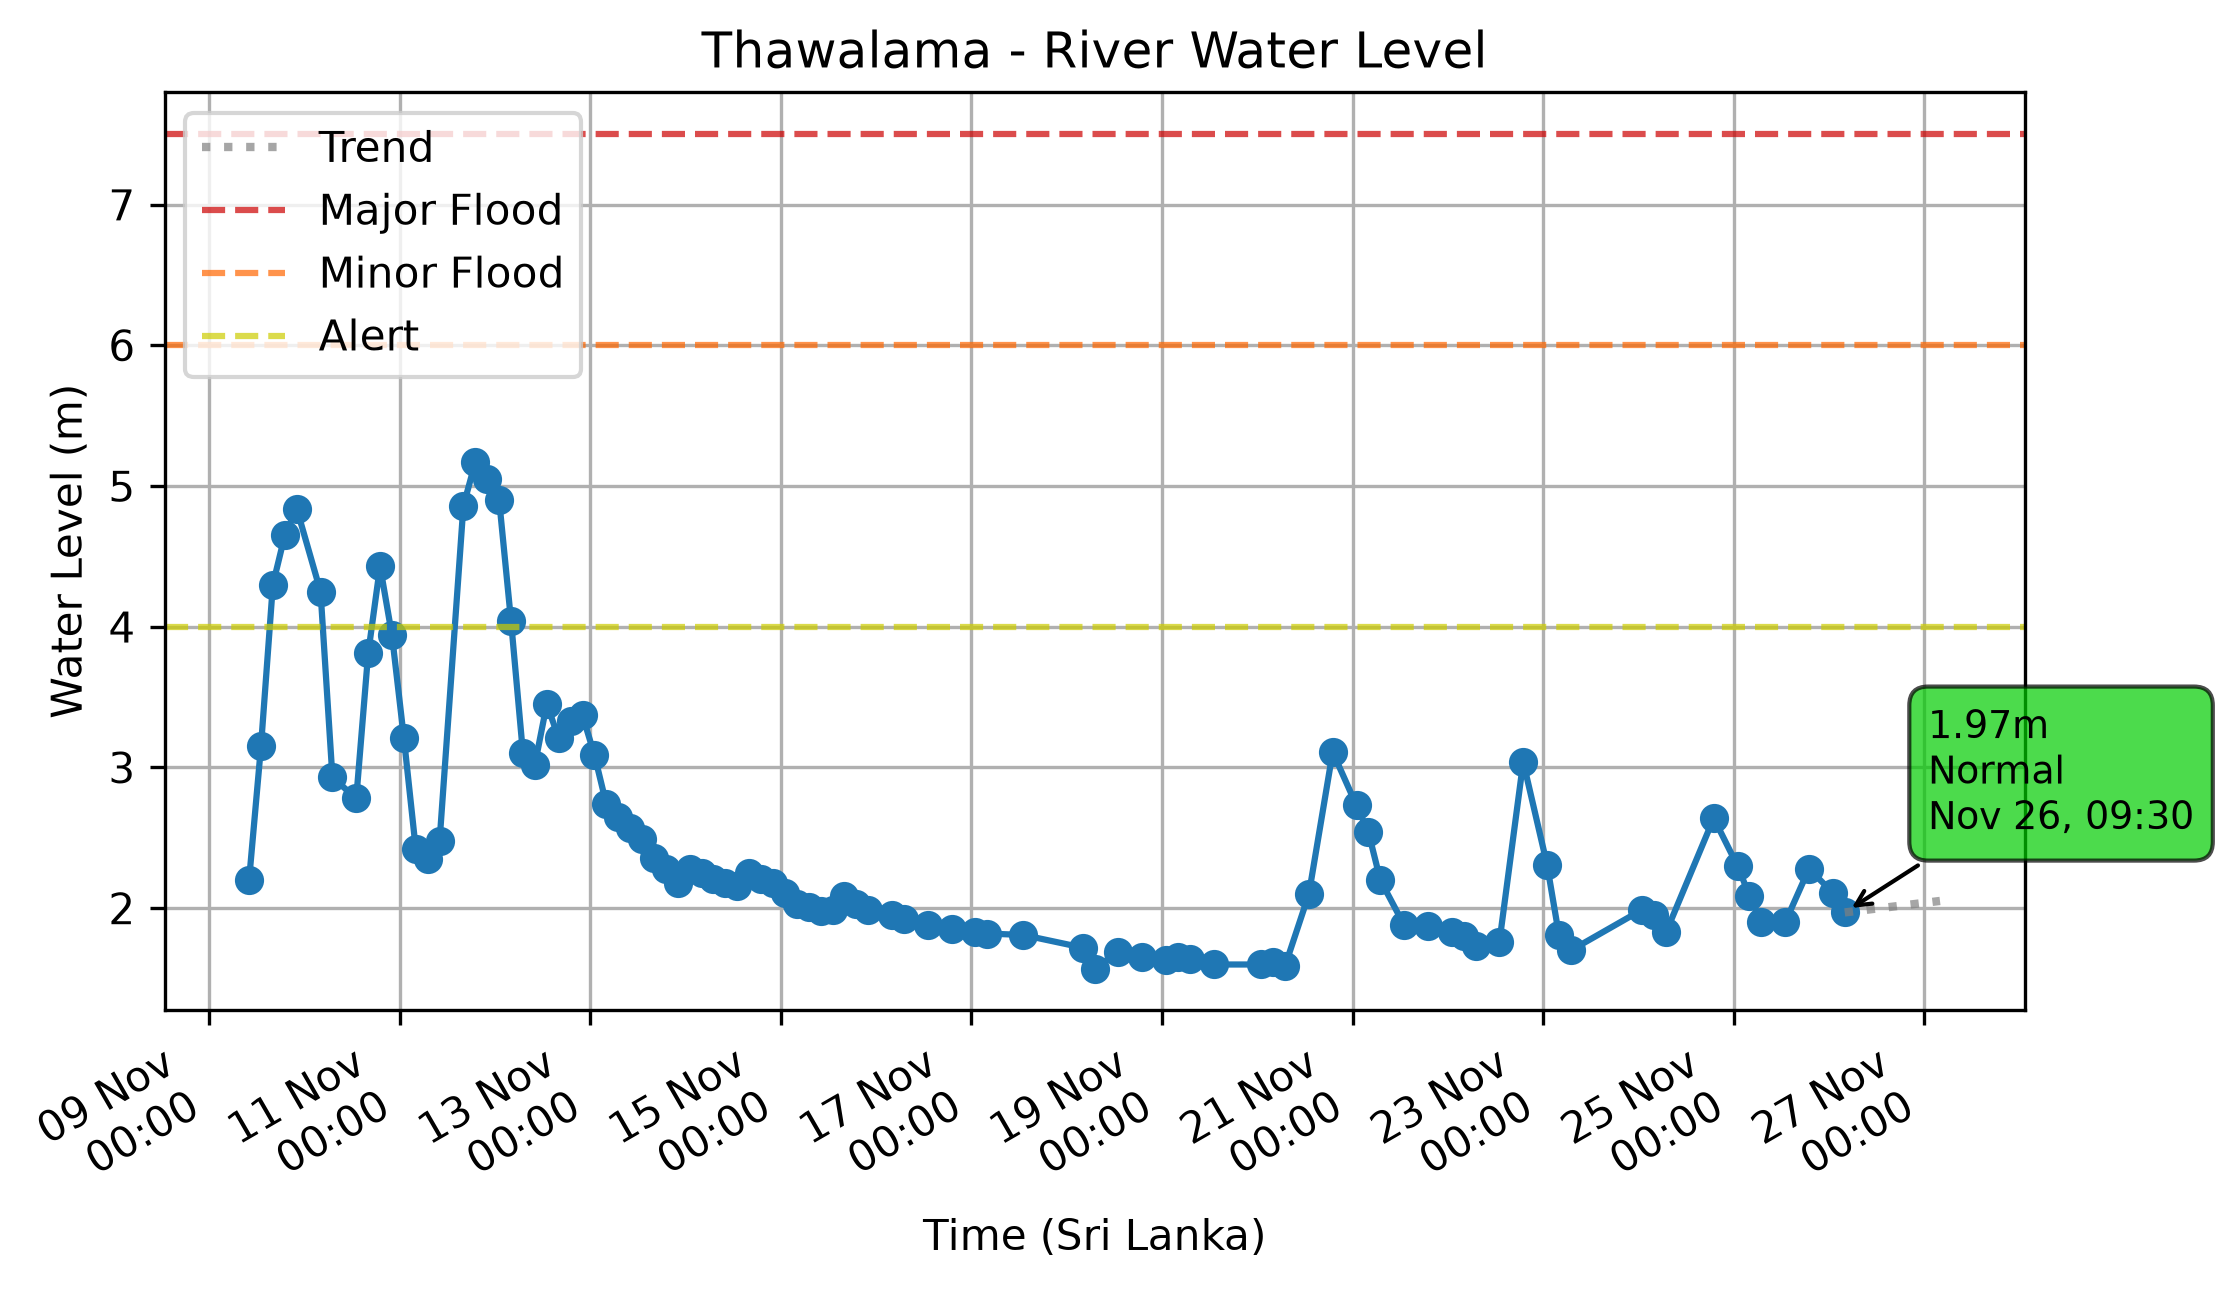 Thawalama - River Water Level
Trend
Major Flood
Minor Flood
Alert
7
6
5
4
3
2
Water Level (m)
1.97m
Normal
Nov 26, 09:30
09 Nov
00:00
11 Nov
00:00
13 Nov
00:00
15 Nov
00:00
17 Nov
00:00
19 Nov
00:00
21 Nov
00:00
23 Nov
00:00
25 Nov
00:00
27 Nov
00:00
Time (Sri Lanka)